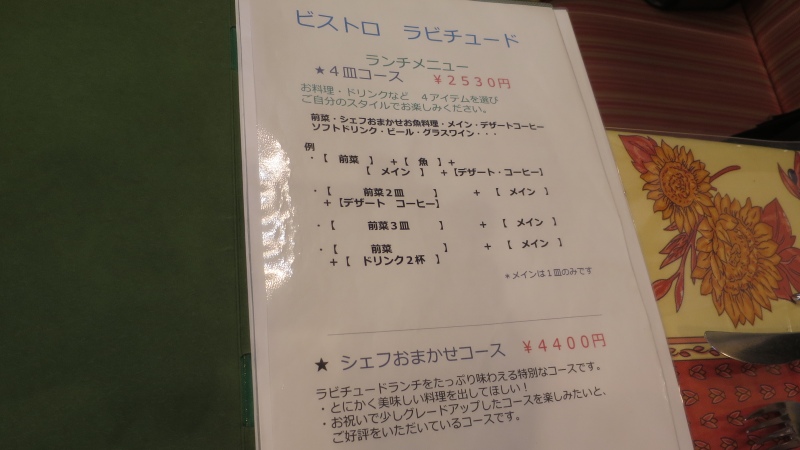 ビストロ　ラビチュード
ランチメニュー
★４皿コース　￥２５３０円
お料理・ドリンクなど　４アイテムを選び
ご自分のスタイルでお楽しみください。
前菜・シェフおまかせお魚料理・メイン・デザートコーヒー
ソフトドリンク・ビール・グラスワイン・・・
例
・【　前菜　】　＋【　魚　】＋
【　メイン　】　＋【デザート・コーヒー】
・【　前菜２皿　】　＋　【　メイン　】
＋【デザート　コーヒー】
・【　前菜３皿　】　＋　【　メイン　】
・【　前菜　】　＋　【　メイン　】
＋【　ドリンク２杯　】
＊メインは１皿のみです
★ シェフおまかせコース　￥４４００円
ラビチュードランチをたっぷり味わえる特別なコースです。
・とにかく美味しい料理を出してほしい！
・お祝いで少しグレードアップしたコースを楽しみたいと、
ご好評をいただいているコースです。